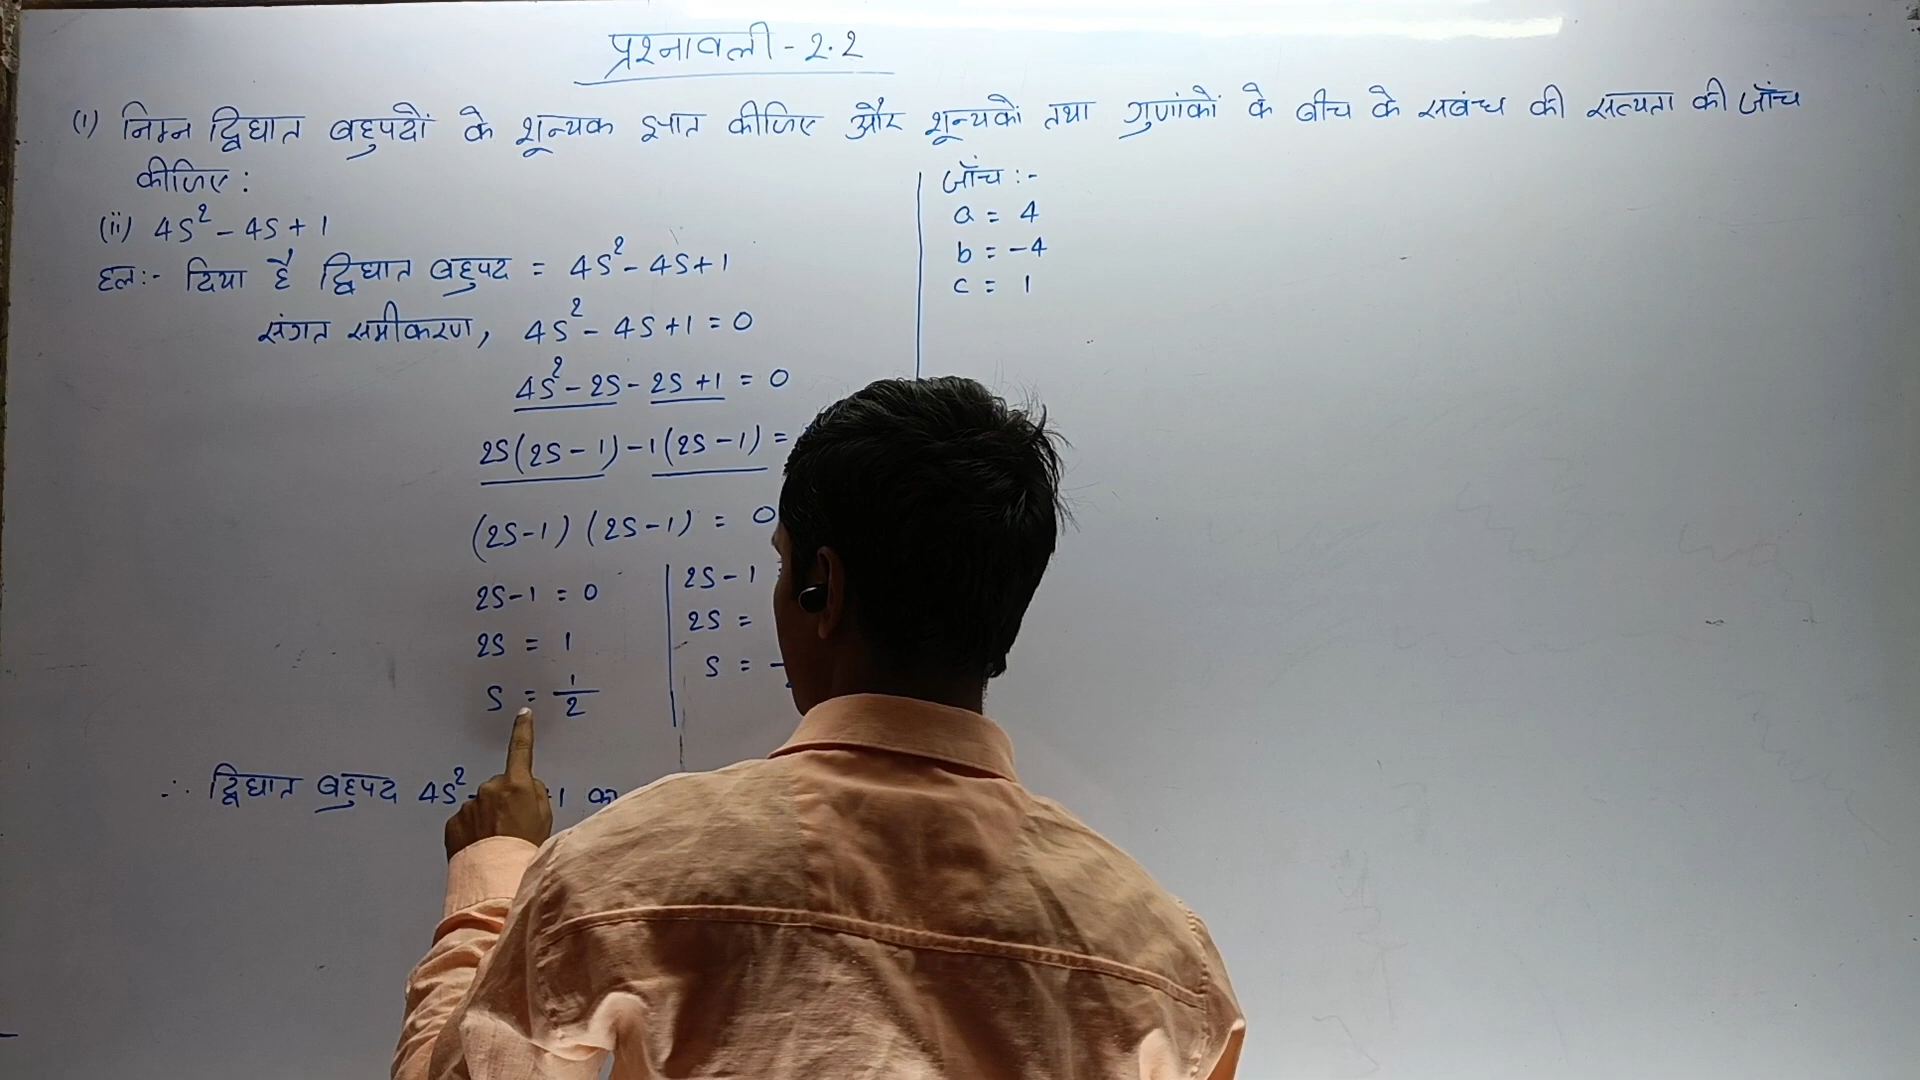 प्रश्नावली - 2.2
(1) निम्न द्विघात बहुपदों के शून्यक ज्ञात कीजिए और शून्यकों तथा गुणांकों के बीच के सबंध की सत्यता की जाँच
कीजिए :
(ii) 4S² - 4S + 1
हल:- दिया है द्विघात बहुपद = 4S² - 4S + 1
संगत समीकरण, 4S² - 4S + 1 = 0
4S² - 2S - 2S + 1 = 0
2S(2S - 1) - 1(2S - 1) =
(2S - 1) (2S - 1) = 0
2S - 1 = 0
2S = 1
S = 1/2
2S - 1
2S =
S =
∴ द्विघात बहुपद 4S² - 1 का
जाँच :-
a = 4
b = -4
c = 1